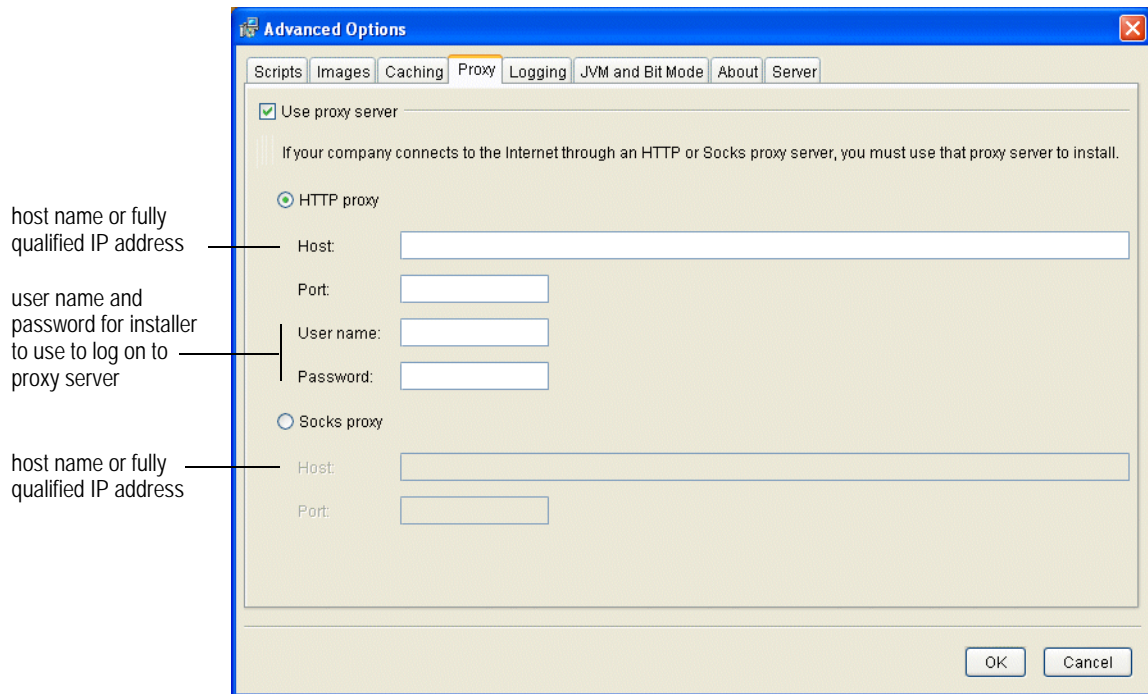 Advanced Options
Scripts Images Caching Proxy Logging JVM and Bit Mode About Server
Use proxy server
If your company connects to the Internet through an HTTP or Socks proxy server, you must use that proxy server to install.
HTTP proxy
host name or fully
qualified IP address
Host:
Port:
user name and
password for installer
to use to log on to
proxy server
User name:
Password:
Socks proxy
host name or fully
qualified IP address
Host:
Port:
OK Cancel